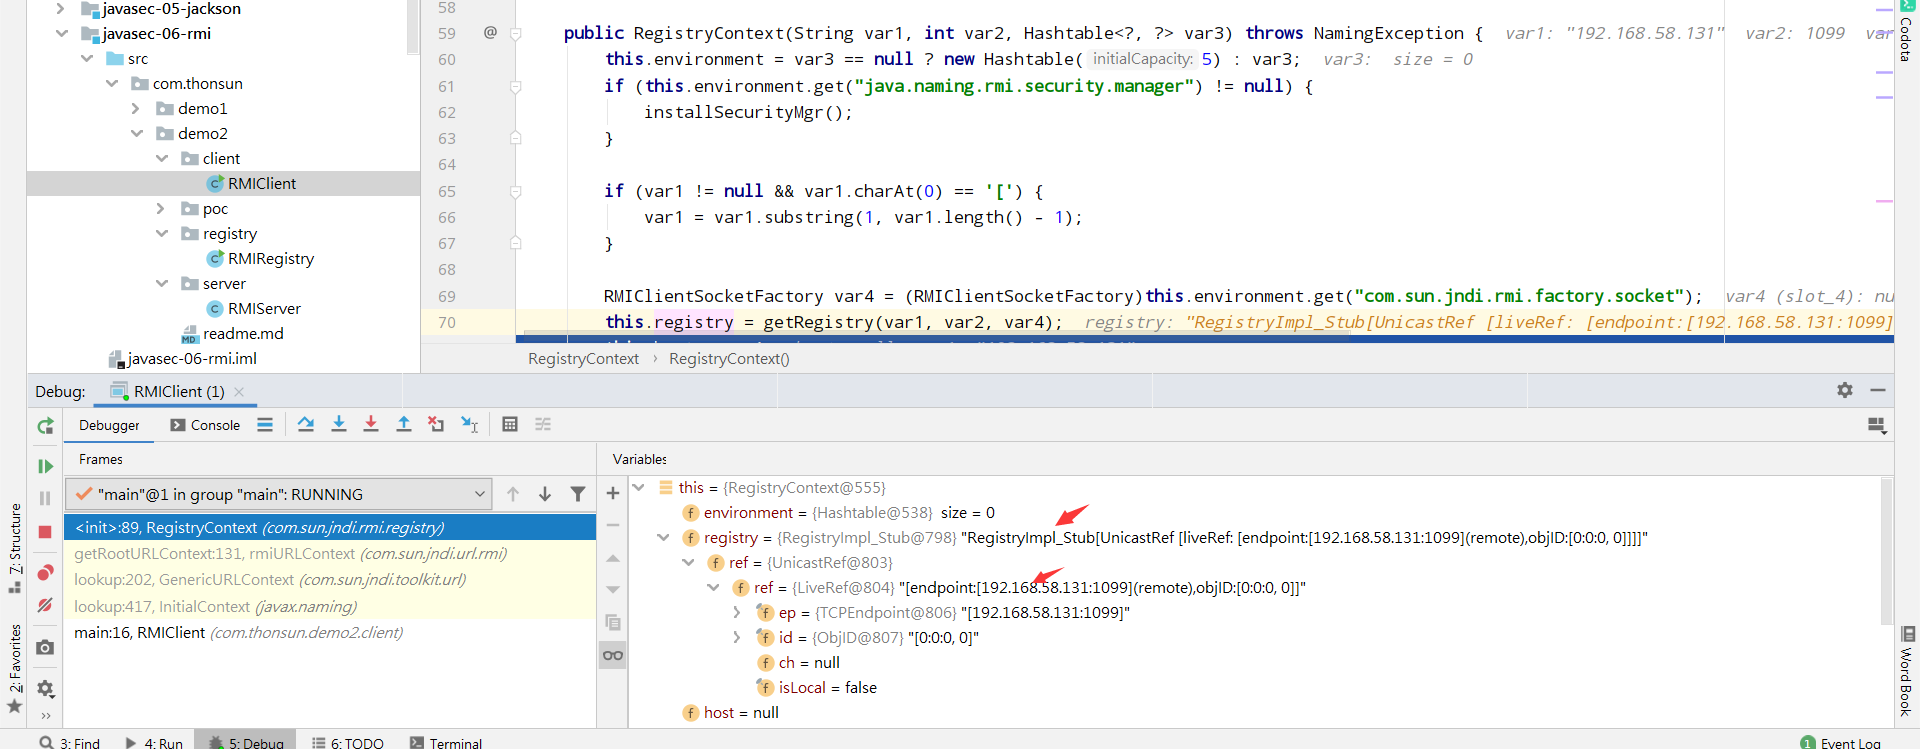 javasec-05-jackson
javasec-06-rmi
src
com.thonsun
demo1
demo2
client
RMIClient
poc
registry
RMIRegistry
server
RMIServer
readme.md
javasec-06-rmi.iml
58
59 @ public RegistryContext(String var1, int var2, Hashtable<?, ?> var3) throws NamingException { var1: "192.168.58.131" var2: 1099 var
60 this.environment = var3 == null ? new Hashtable( initialCapacity: 5) : var3; var3: size = 0
61 if (this.environment.get("java.naming.rmi.security.manager") != null) {
62 installSecurityMgr();
63 }
64
65 if (var1 != null && var1.charAt(0) == '[') {
66 var1 = var1.substring(1, var1.length() - 1);
67 }
68
69 RMIClientSocketFactory var4 = (RMIClientSocketFactory)this.environment.get("com.sun.jndi.rmi.factory.socket"); var4 (slot_4): nu
70 this.registry = getRegistry(var1, var2, var4); registry: "RegistryImpl_Stub[UnicastRef [liveRef: [endpoint:[192.168.58.131:1099]
RegistryContext › RegistryContext()
Codota
Debug: RMIClient (1)
Debugger Console
Frames
"main"@1 in group "main": RUNNING
<init>:89, RegistryContext (com.sun.jndi.rmi.registry)
getRootURLContext:131, rmiURLContext (com.sun.jndi.url.rmi)
lookup:202, GenericURLContext (com.sun.jndi.toolkit.url)
lookup:417, InitialContext (javax.naming)
main:16, RMIClient (com.thonsun.demo2.client)
Variables
this = {RegistryContext@555}
environment = {Hashtable@538} size = 0
registry = {RegistryImpl_Stub@798} "RegistryImpl_Stub[UnicastRef [liveRef: [endpoint:[192.168.58.131:1099](remote),objID:[0:0:0, 0]]]]"
ref = {UnicastRef@803}
ref = {LiveRef@804} "[endpoint:[192.168.58.131:1099](remote),objID:[0:0:0, 0]]"
ep = {TCPEndpoint@806} "[192.168.58.131:1099]"
id = {ObjID@807} "[0:0:0, 0]"
ch = null
isLocal = false
host = null
Z: Structure
2: Favorites
Word Book
3: Find 4: Run 5: Debug 6: TODO Terminal
1 Event Log